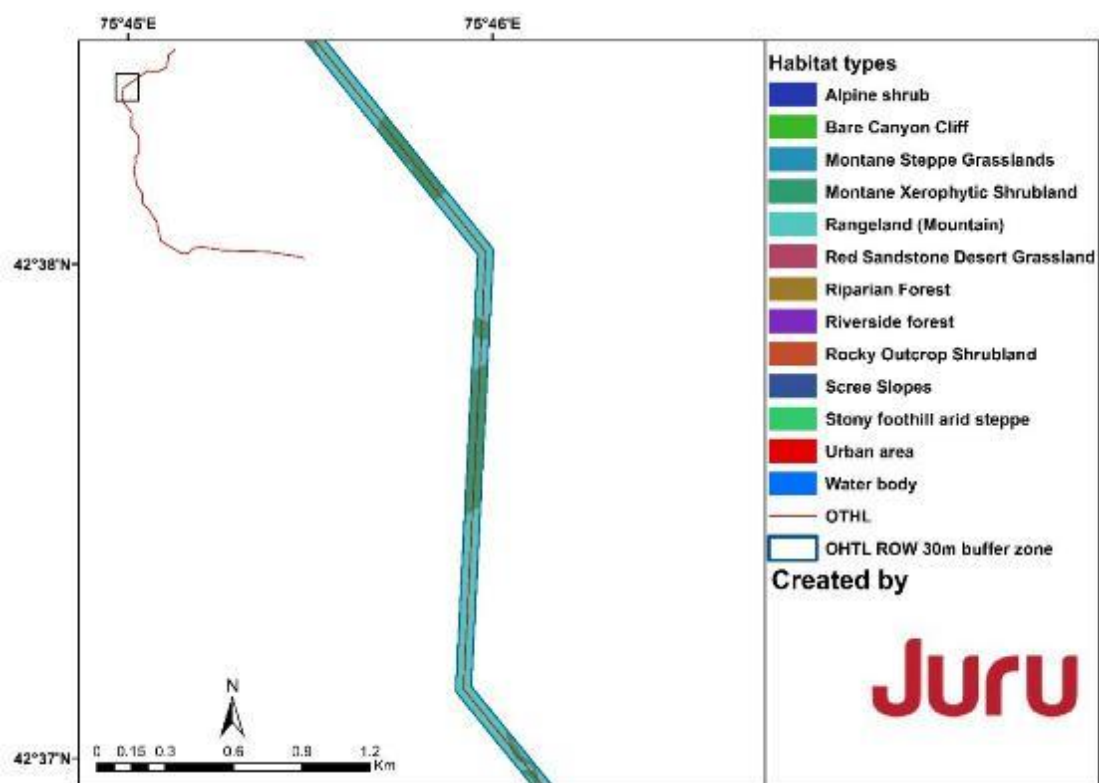 75°45'E 75°46'E
Habitat types
Alpine shrub
Bare Canyon Cliff
Montane Steppe Grasslands
Montane Xerophytic Shrubland
Rangeland (Mountain)
42°38'N
Red Sandstone Desert Grassland
Riparian Forest
Riverside forest
Rocky Outcrop Shrubland
Scree Slopes
Stony foothill arid steppe
Urban area
Water body
OTHL
OHTL ROW 30m buffer zone
Created by
Juru
N
42°37'N
0 0.15 0.3 0.6 0.9 1.2
Km